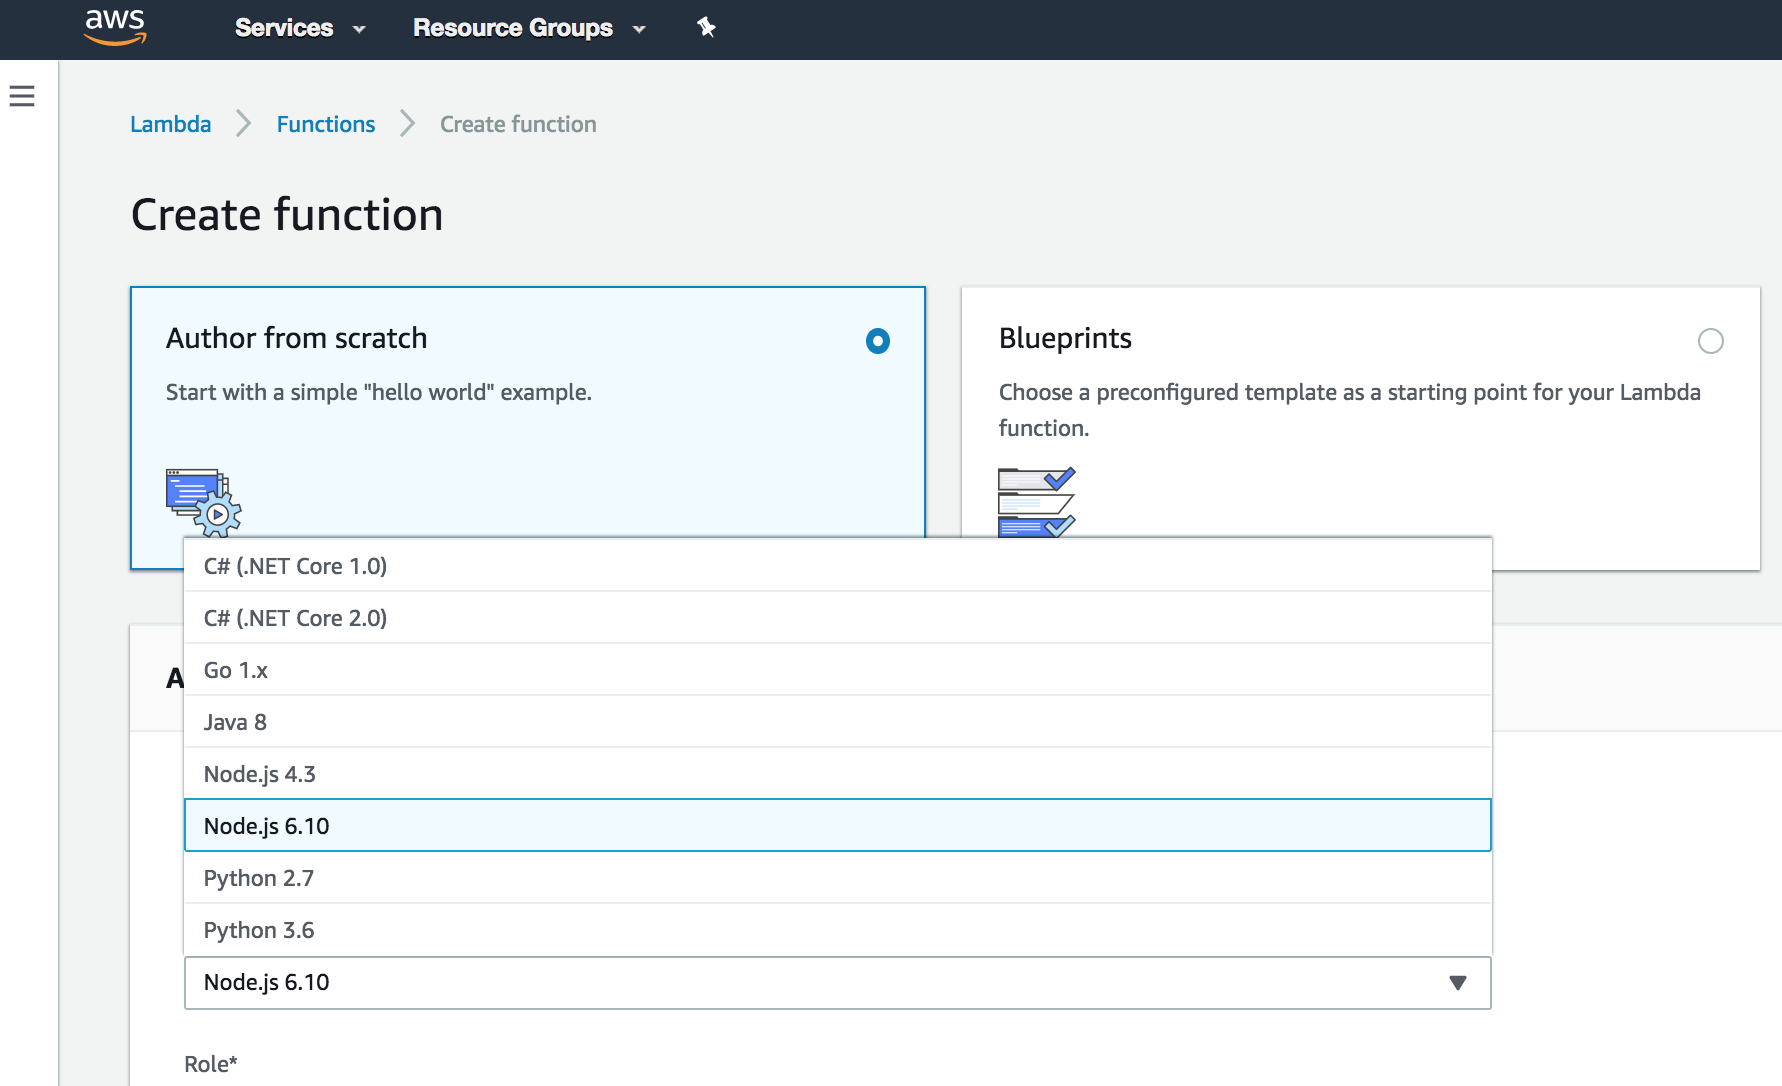 aws
Services
Resource Groups
Lambda
Functions
Create function
Create function
Author from scratch
Start with a simple "hello world" example.
Blueprints
Choose a preconfigured template as a starting point for your Lambda
function.
A
C# (.NET Core 1.0)
C# (.NET Core 2.0)
Go 1.x
Java 8
Node.js 4.3
Node.js 6.10
Python 2.7
Python 3.6
Node.js 6.10
Role*